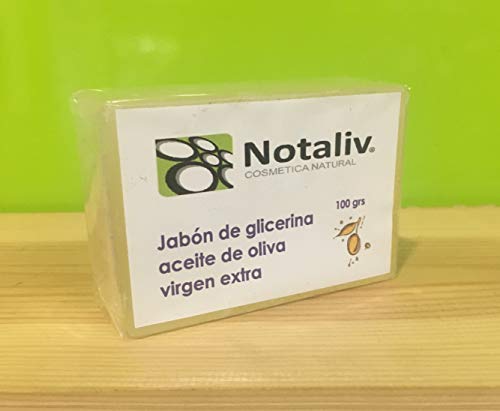 Notaliv®
COSMETICA NATURAL
100 grs
Jabón de glicerina
aceite de oliva
virgen extra